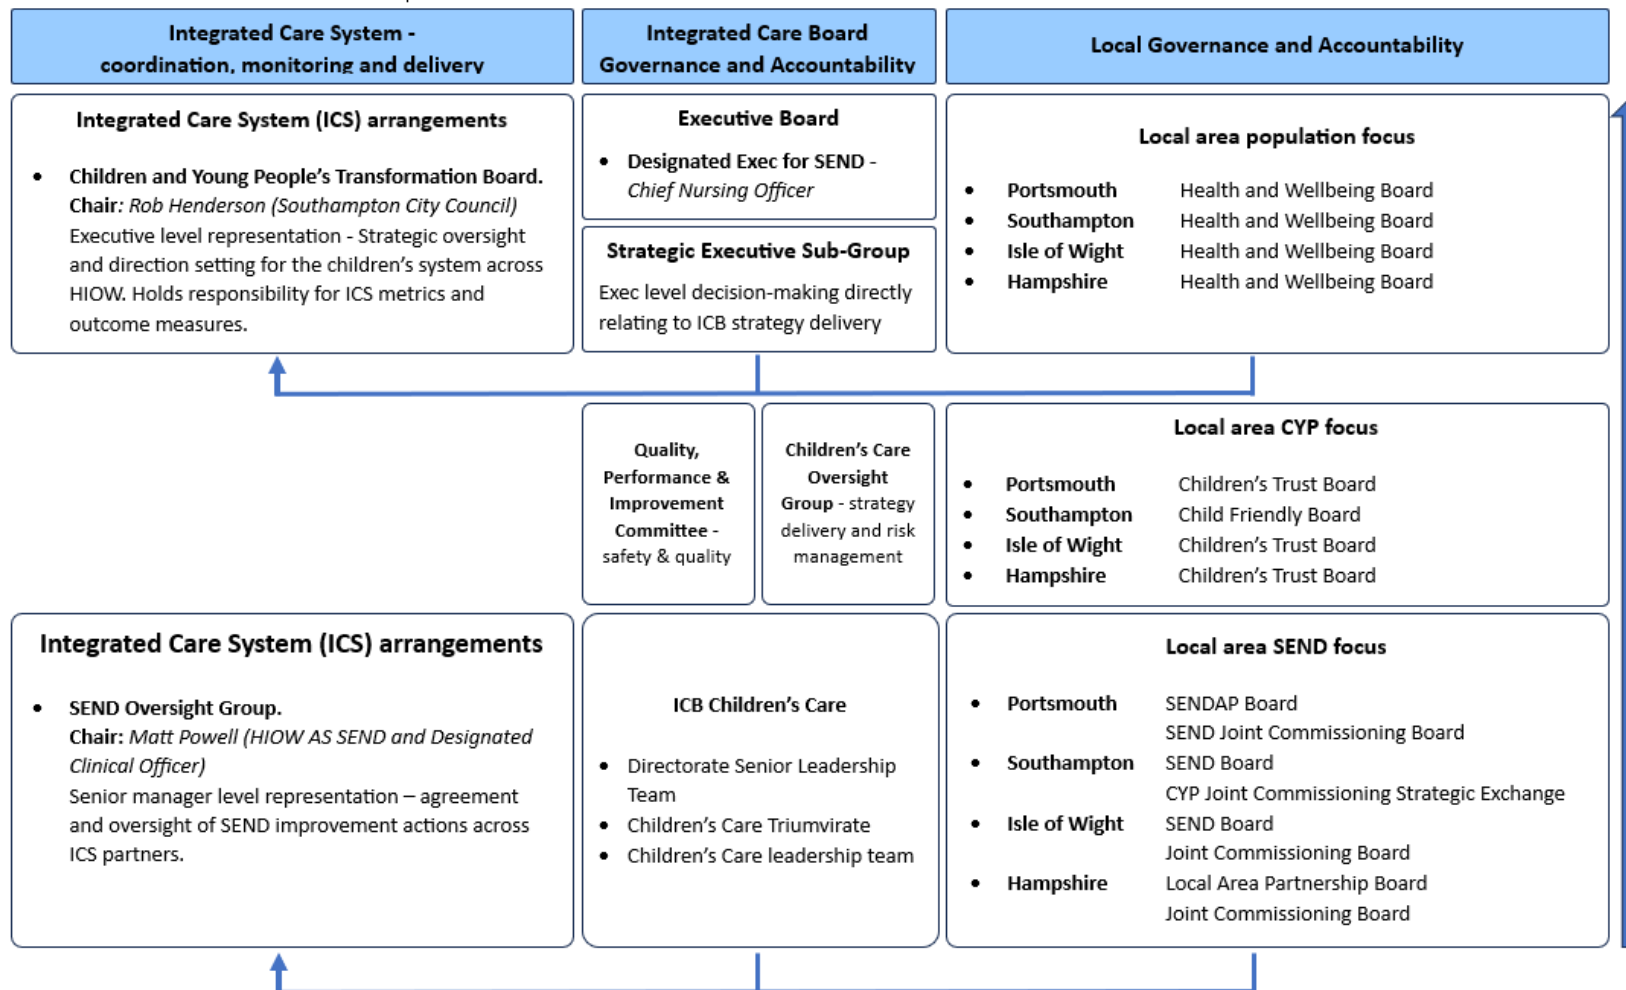 Integrated Care System -
coordination, monitoring and delivery
Integrated Care Board
Governance and Accountability
Local Governance and Accountability
Integrated Care System (ICS) arrangements
• Children and Young People’s Transformation Board.
Chair: Rob Henderson (Southampton City Council)
Executive level representation - Strategic oversight
and direction setting for the children’s system across
HIOW. Holds responsibility for ICS metrics and
outcome measures.
Executive Board
• Designated Exec for SEND -
Chief Nursing Officer
Strategic Executive Sub-Group
Exec level decision-making directly
relating to ICB strategy delivery
Local area population focus
• Portsmouth Health and Wellbeing Board
• Southampton Health and Wellbeing Board
• Isle of Wight Health and Wellbeing Board
• Hampshire Health and Wellbeing Board
Quality,
Performance &
Improvement
Committee -
safety & quality
Children’s Care
Oversight
Group - strategy
delivery and risk
management
Local area CYP focus
• Portsmouth Children’s Trust Board
• Southampton Child Friendly Board
• Isle of Wight Children’s Trust Board
• Hampshire Children’s Trust Board
Integrated Care System (ICS) arrangements
• SEND Oversight Group.
Chair: Matt Powell (HIOW AS SEND and Designated
Clinical Officer)
Senior manager level representation – agreement
and oversight of SEND improvement actions across
ICS partners.
ICB Children’s Care
• Directorate Senior Leadership
Team
• Children’s Care Triumvirate
• Children’s Care leadership team
Local area SEND focus
• Portsmouth SENDAP Board
SEND Joint Commissioning Board
• Southampton SEND Board
CYP Joint Commissioning Strategic Exchange
• Isle of Wight SEND Board
Joint Commissioning Board
• Hampshire Local Area Partnership Board
Joint Commissioning Board